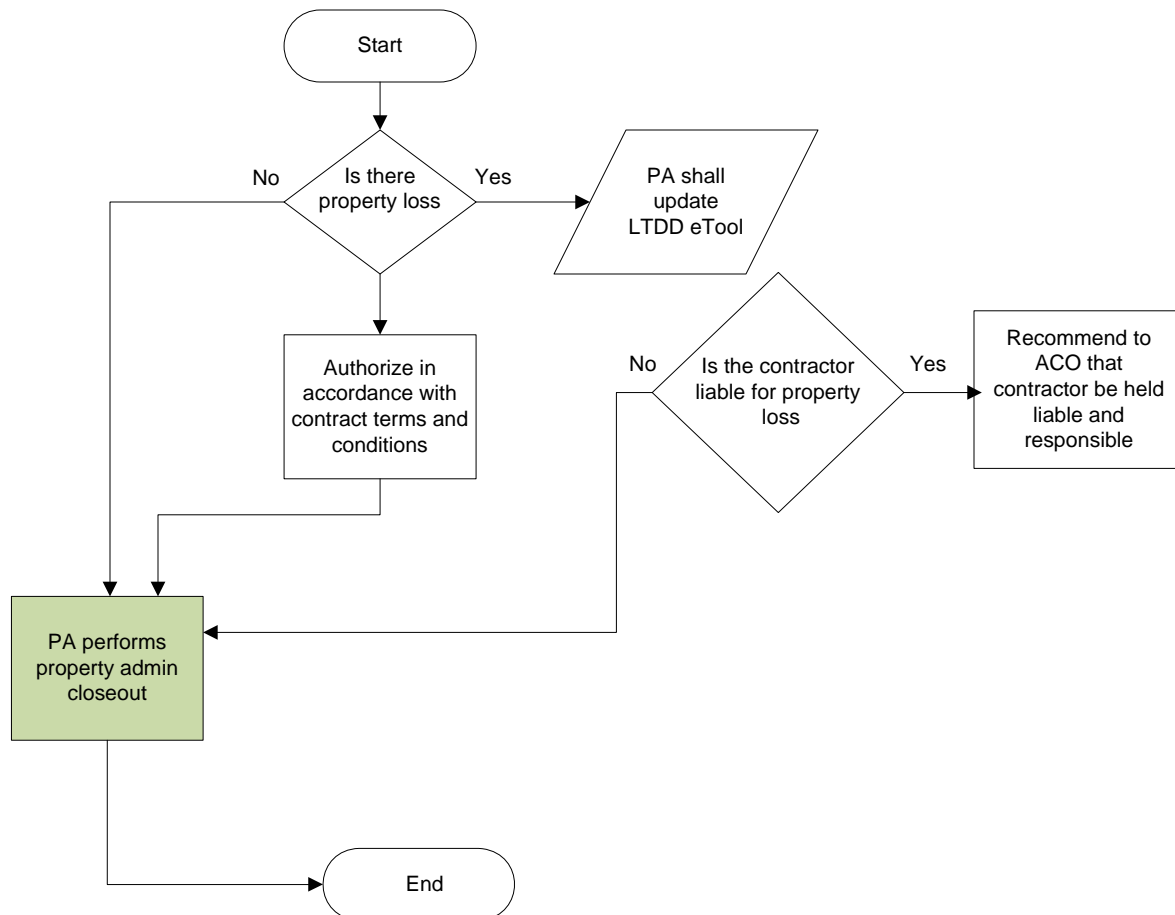 Start
No
Is there
property loss
Yes
PA shall
update
LTDD eTool
Authorize in
accordance with
contract terms and
conditions
No
Is the contractor
liable for property
loss
Yes
Recommend to
ACO that
contractor be held
liable and
responsible
PA performs
property admin
closeout
End